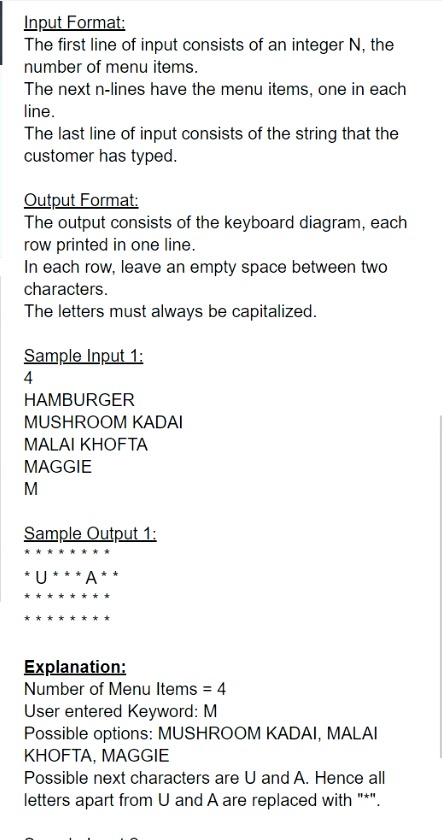 Input Format:
The first line of input consists of an integer N, the
number of menu items.
The next n-lines have the menu items, one in each
line.
The last line of input consists of the string that the
customer has typed.
Output Format:
The output consists of the keyboard diagram, each
row printed in one line.
In each row, leave an empty space between two
characters.
The letters must always be capitalized.
Sample Input 1:
4
HAMBURGER
MUSHROOM KADAI
MALAI KHOFTA
MAGGIE
M
Sample Output 1:
* * * * * * * *
* U * * * A * *
* * * * * * * *
* * * * * * * *
Explanation:
Number of Menu Items = 4
User entered Keyword: M
Possible options: MUSHROOM KADAI, MALAI
KHOFTA, MAGGIE
Possible next characters are U and A. Hence all
letters apart from U and A are replaced with "*".